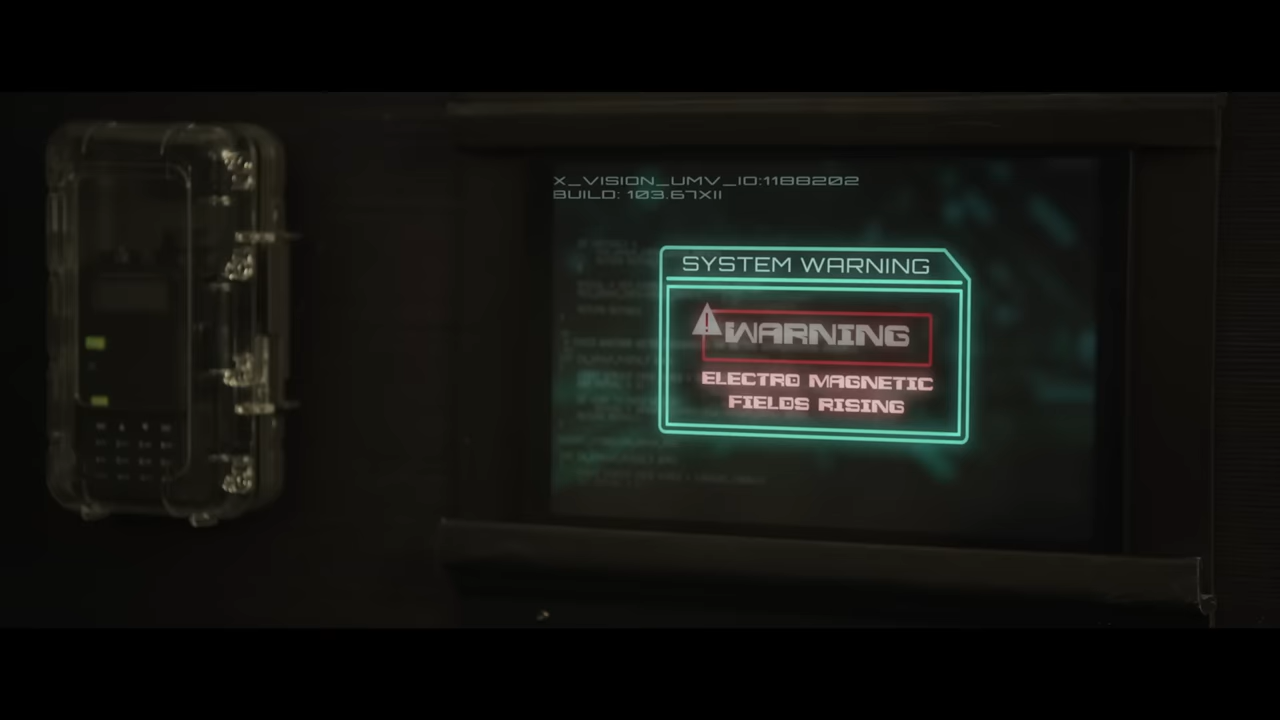 X_VISION_UMV_ID:1188202
BUILD: 103.67XII
SYSTEM WARNING
WARNING
ELECTRO MAGNETIC
FIELDS RISING